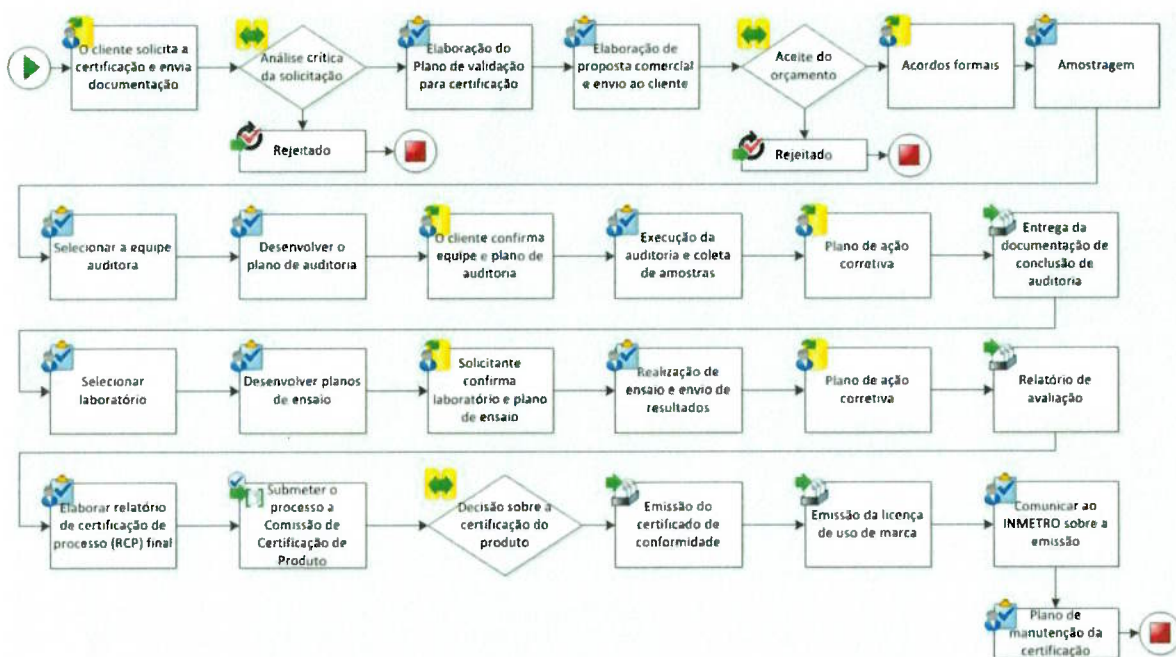 O cliente solicita a
certificação e envia
documentação
Análise crítica
da solicitação
Elaboração do
Plano de validação
para certificação
Elaboração de
proposta comercial
e envio ao cliente
Aceite do
orçamento
Acordos formais
Amostragem
Rejeitado
Rejeitado
Selecionar a equipe
auditora
Desenvolver o
plano de auditoria
O cliente confirma
equipe e plano de
auditoria
Execução da
auditoria e coleta
de amostras
Plano de ação
corretiva
Entrega da
documentação de
conclusão de
auditoria
Selecionar
laboratório
Desenvolver planos
de ensaio
Solicitante
confirma
laboratório e plano
de ensaio
Realização de
ensaio e envio de
resultados
Plano de ação
corretiva
Relatório de
avaliação
Elaborar relatório
de certificação de
processo (RCP) final
Submeter o
processo a
Comissão de
Certificação de
Produto
Decisão sobre a
certificação do
produto
Emissão do
certificado de
conformidade
Emissão da licença
de uso de marca
Comunicar ao
INMETRO sobre a
emissão
Plano de
manutenção da
certificação